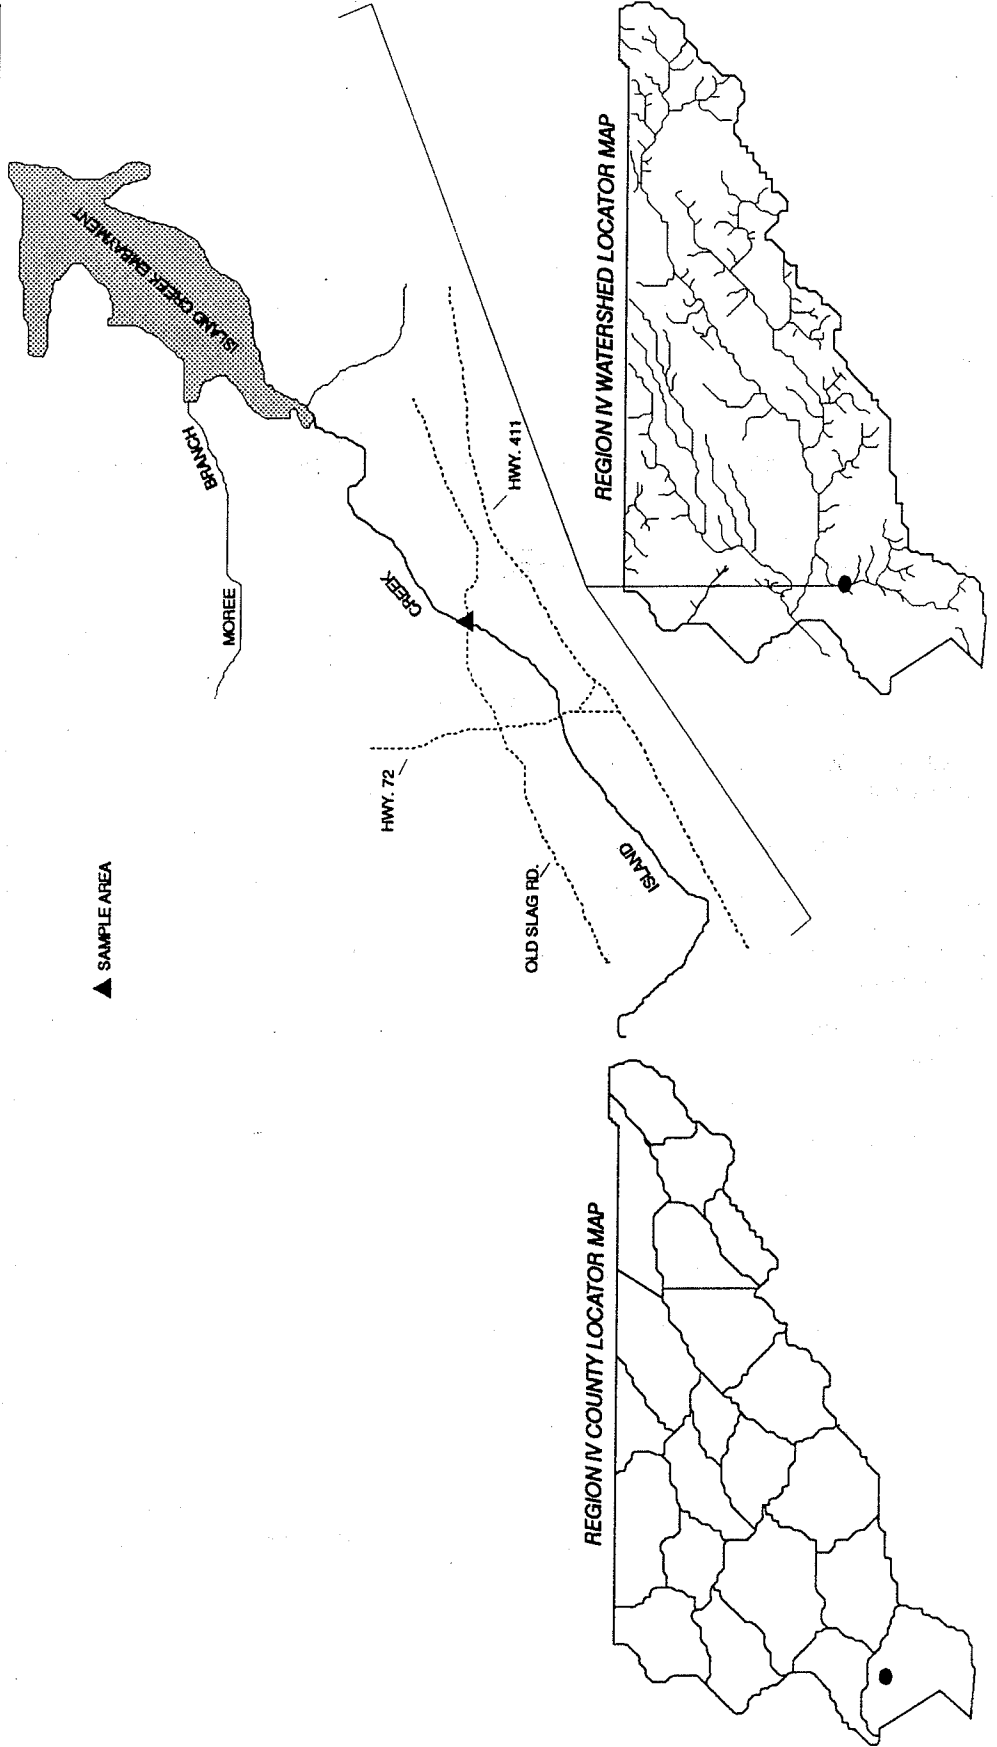 SAMPLE AREA
ISLAND CREEK EMBAYMENT
MOREE
BRANCH
HWY. 72
HWY. 411
OLD SLAG RD.
ISLAND
CREEK
REGION IV COUNTY LOCATOR MAP
REGION IV WATERSHED LOCATOR MAP